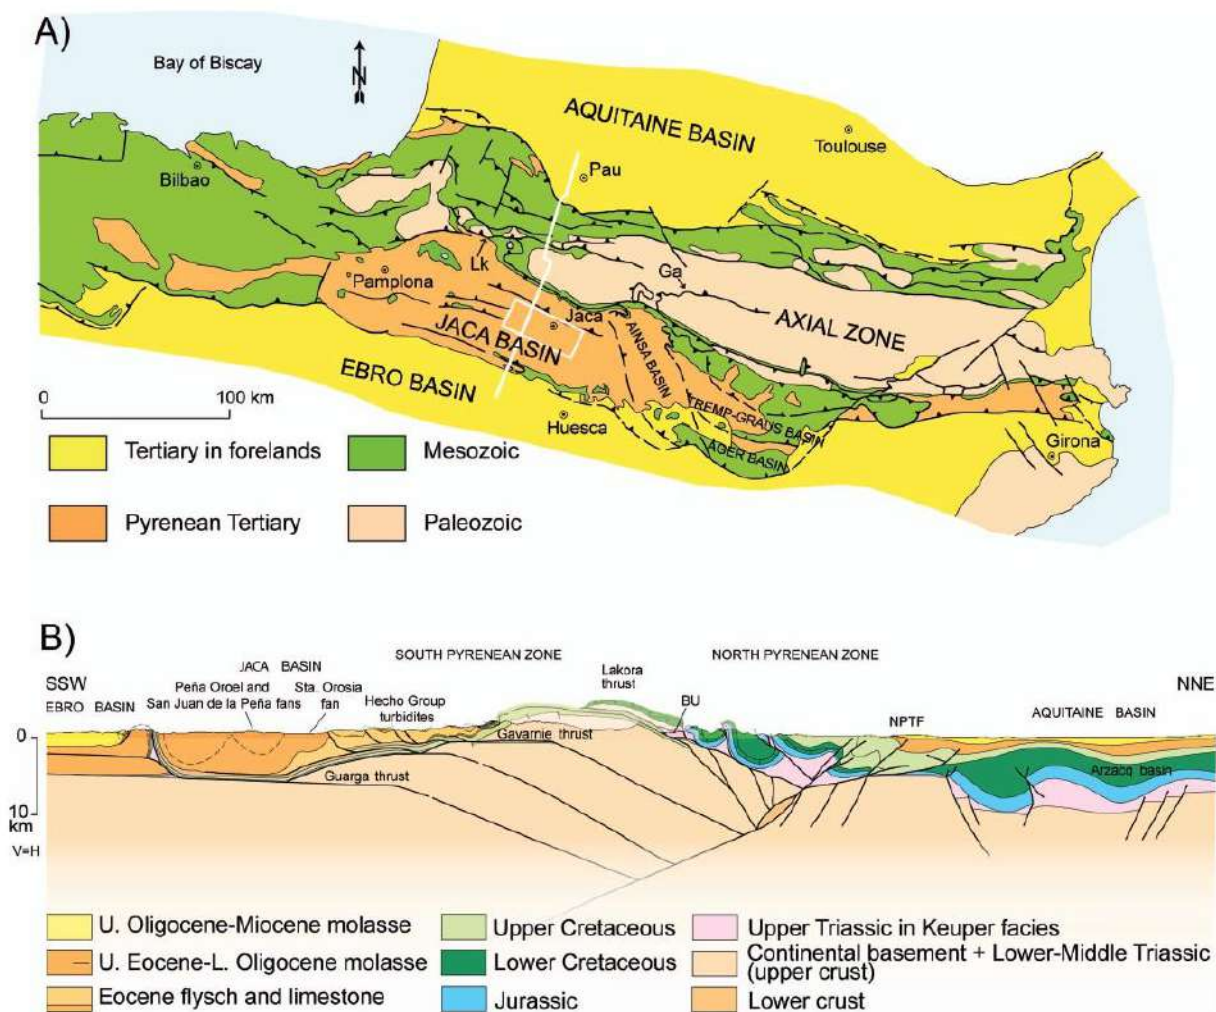 A)
Bay of Biscay
N
AQUITAINE BASIN
Toulouse
Bilbao
Pau
Lk
Ga
Pamplona
Jaca
AXIAL ZONE
JACA BASIN
AINSA BASIN
EBRO BASIN
0 100 km
TREMP-GRAUS BASIN
Huesca
AGER BASIN
Girona
Tertiary in forelands
Mesozoic
Pyrenean Tertiary
Paleozoic
B)
SOUTH PYRENEAN ZONE
NORTH PYRENEAN ZONE
JACA BASIN
Lakora
thrust
SSW
NNE
Peña Oroel and
San Juan de la Peña fans
Sta. Orosia
fan
Hecho Group
turbidites
BU
EBRO BASIN
NPTF
AQUITAINE BASIN
0
Gavarnie thrust
Guarga thrust
Arzacq basin
10
km
V=H
U. Oligocene-Miocene molasse
Upper Cretaceous
Upper Triassic in Keuper facies
U. Eocene-L. Oligocene molasse
Lower Cretaceous
Continental basement + Lower-Middle Triassic
(upper crust)
Eocene flysch and limestone
Jurassic
Lower crust